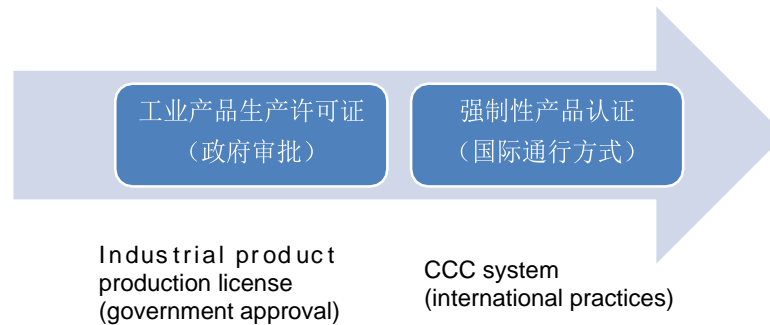 工业产品生产许可证
（政府审批）
强制性产品认证
（国际通行方式）
Industrial product
production license
(government approval)
CCC system
(international practices)